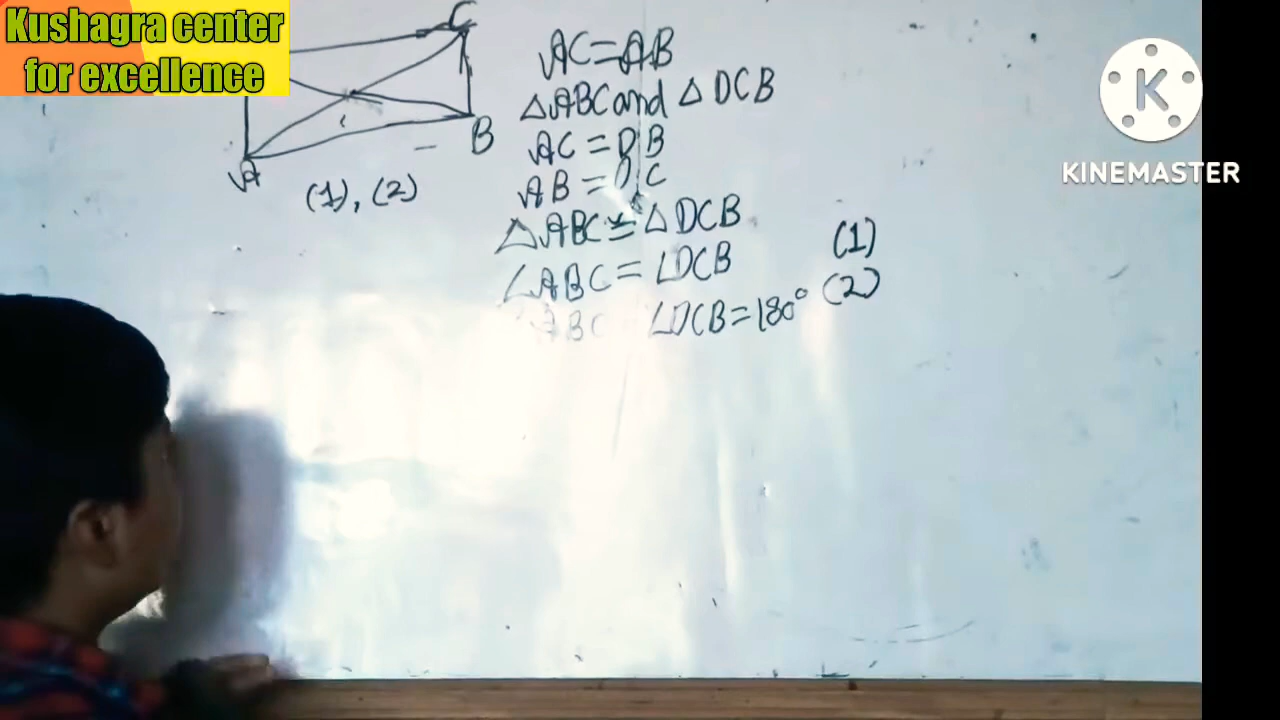 Kushagra center
for excellence
C
B
A
(1), (2)
AC=AB
△ABC and △ DCB
AC = DB
AB = DC
△ABC ≅ △DCB
∠ABC = ∠DCB (1)
∠ABC ∠DCB=180° (2)
K
KINEMASTER